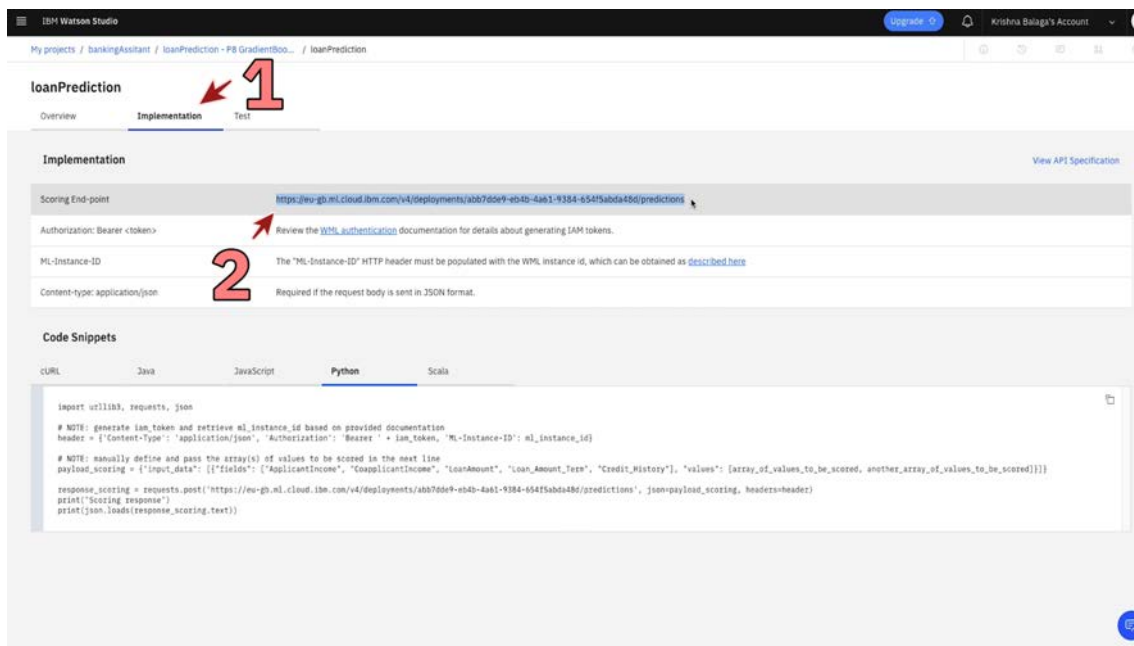 IBM Watson Studio
Upgrade
Krishna Balaga's Account
My projects / bankingAssitant / loanPrediction - P8 GradientBoo... / loanPrediction
loanPrediction
1
Overview
Implementation
Test
Implementation
View API Specification
Scoring End-point
https://eu-gb.ml.cloud.ibm.com/v4/deployments/abb7dde9-eb4b-4a61-9384-654f5abda48d/predictions
Authorization: Bearer <token>
Review the WML authentication documentation for details about generating IAM tokens.
2
ML-Instance-ID
The "ML-Instance-ID" HTTP header must be populated with the WML instance id, which can be obtained as described here
Content-type: application/json
Required if the request body is sent in JSON format.
Code Snippets
cURL
Java
JavaScript
Python
Scala
import urllib3, requests, json
# NOTE: generate iam_token and retrieve ml_instance_id based on provided documentation
header = {'Content-Type': 'application/json', 'Authorization': 'Bearer ' + iam_token, 'ML-Instance-ID': ml_instance_id}
# NOTE: manually define and pass the array(s) of values to be scored in the next line
payload_scoring = {"input_data": [{"fields": ["ApplicantIncome", "CoapplicantIncome", "LoanAmount", "Loan_Amount_Term", "Credit_History"], "values": [array_of_values_to_be_scored, another_array_of_values_to_be_scored]}]}
response_scoring = requests.post('https://eu-gb.ml.cloud.ibm.com/v4/deployments/abb7dde9-eb4b-4a61-9384-654f5abda48d/predictions', json=payload_scoring, headers=header)
print("Scoring response")
print(json.loads(response_scoring.text))